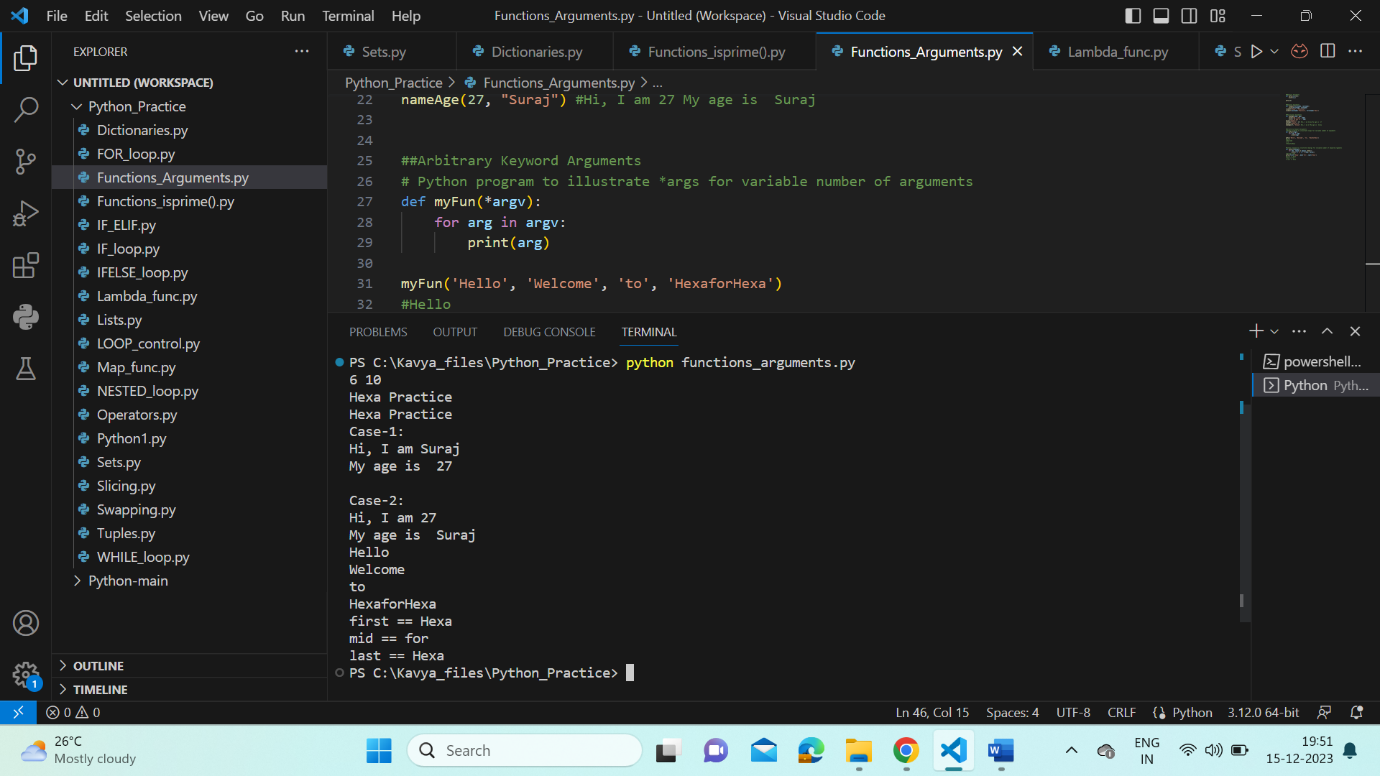 File Edit Selection View Go Run Terminal Help
Functions_Arguments.py - Untitled (Workspace) - Visual Studio Code
EXPLORER
UNTITLED (WORKSPACE)
Python_Practice
Dictionaries.py
FOR_loop.py
Functions_Arguments.py
Functions_isprime().py
IF_ELIF.py
IF_loop.py
IFELSE_loop.py
Lambda_func.py
Lists.py
LOOP_control.py
Map_func.py
NESTED_loop.py
Operators.py
Python1.py
Sets.py
Slicing.py
Swapping.py
Tuples.py
WHILE_loop.py
Python-main
OUTLINE
TIMELINE
1
Sets.py Dictionaries.py Functions_isprime().py Functions_Arguments.py Lambda_func.py S
Python_Practice > Functions_Arguments.py > ...
22 nameAge(27, "Suraj") #Hi, I am 27 My age is  Suraj
23
24
25 ##Arbitrary Keyword Arguments
26 # Python program to illustrate *args for variable number of arguments
27 def myFun(*argv):
28     for arg in argv:
29         print(arg)
30
31 myFun('Hello', 'Welcome', 'to', 'HexaforHexa')
32 #Hello
PROBLEMS OUTPUT DEBUG CONSOLE TERMINAL
PS C:\Kavya_files\Python_Practice> python functions_arguments.py
6 10
Hexa Practice
Hexa Practice
Case-1:
Hi, I am Suraj
My age is  27
Case-2:
Hi, I am 27
My age is  Suraj
Hello
Welcome
to
HexaforHexa
first == Hexa
mid == for
last == Hexa
PS C:\Kavya_files\Python_Practice>
powershell...
Python Pyth...
0 0
Ln 46, Col 15 Spaces: 4 UTF-8 CRLF Python 3.12.0 64-bit
26°C
Mostly cloudy
Search
ENG
IN
19:51
15-12-2023